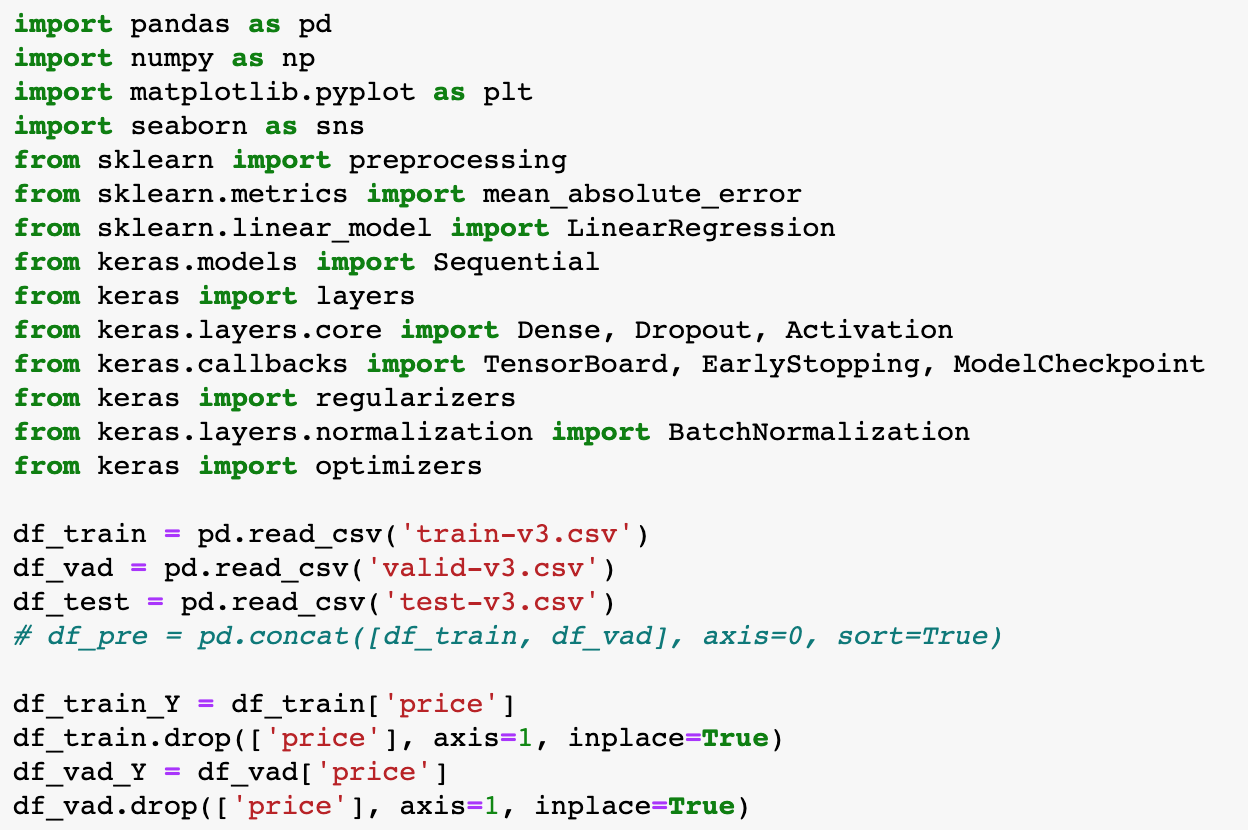 import pandas as pd
import numpy as np
import matplotlib.pyplot as plt
import seaborn as sns
from sklearn import preprocessing
from sklearn.metrics import mean_absolute_error
from sklearn.linear_model import LinearRegression
from keras.models import Sequential
from keras import layers
from keras.layers.core import Dense, Dropout, Activation
from keras.callbacks import TensorBoard, EarlyStopping, ModelCheckpoint
from keras import regularizers
from keras.layers.normalization import BatchNormalization
from keras import optimizers

df_train = pd.read_csv('train-v3.csv')
df_vad = pd.read_csv('valid-v3.csv')
df_test = pd.read_csv('test-v3.csv')
# df_pre = pd.concat([df_train, df_vad], axis=0, sort=True)

df_train_Y = df_train['price']
df_train.drop(['price'], axis=1, inplace=True)
df_vad_Y = df_vad['price']
df_vad.drop(['price'], axis=1, inplace=True)